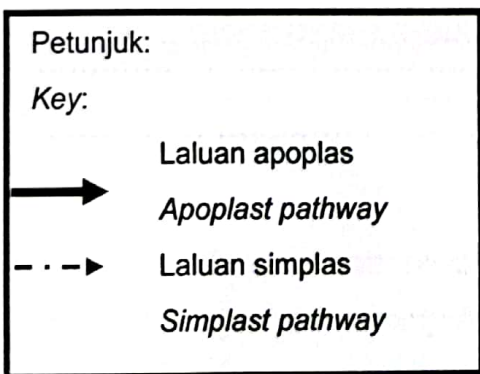 Petunjuk:
Key:
Laluan apoplas
Apoplast pathway
Laluan simplas
Simplast pathway